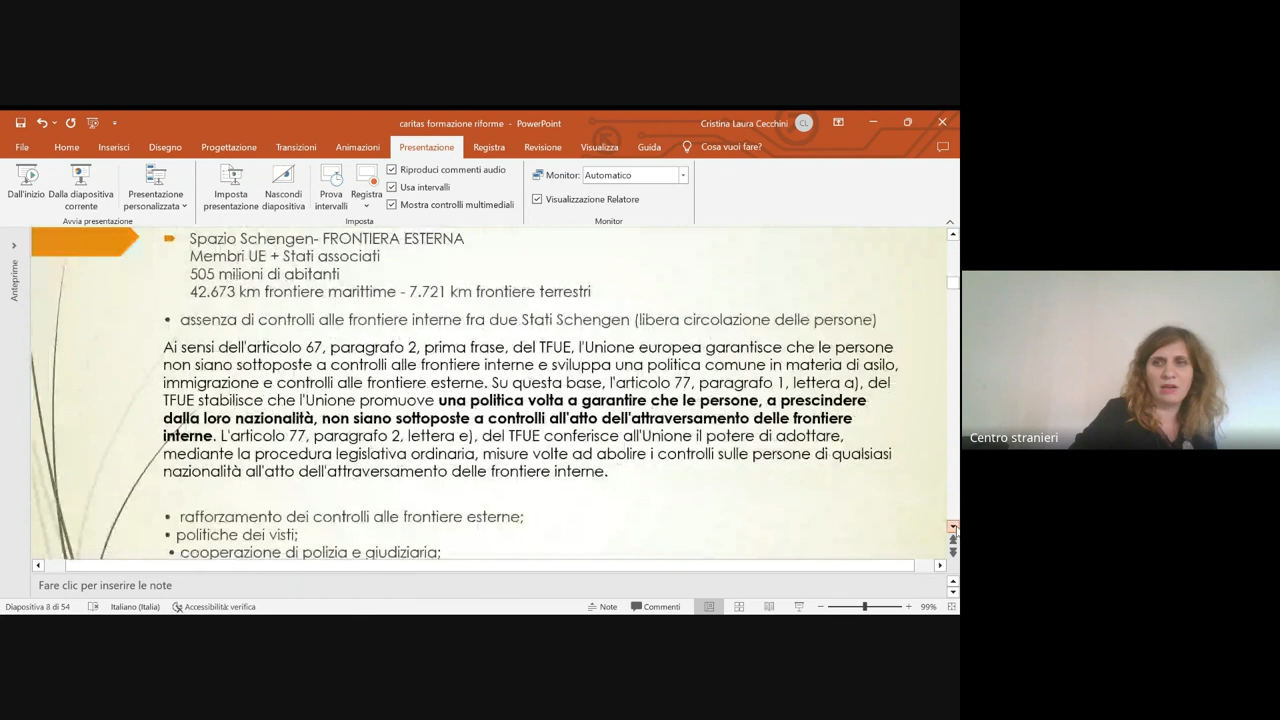 caritas formazione riforme - PowerPoint
Cristina Laura Cecchini CL
File Home Inserisci Disegno Progettazione Transizioni Animazioni Presentazione Registra Revisione Visualizza Guida Cosa vuoi fare?
Dall'inizio
Dalla diapositiva corrente
Presentazione personalizzata
Avvia presentazione
Imposta presentazione
Nascondi diapositiva
Prova intervalli
Registra
Riproduci commenti audio
Usa intervalli
Mostra controlli multimediali
Imposta
Monitor: Automatico
Visualizzazione Relatore
Monitor
Anteprime
Spazio Schengen- FRONTIERA ESTERNA
Membri UE + Stati associati
505 milioni di abitanti
42.673 km frontiere marittime - 7.721 km frontiere terrestri
• assenza di controlli alle frontiere interne fra due Stati Schengen (libera circolazione delle persone)
Ai sensi dell'articolo 67, paragrafo 2, prima frase, del TFUE, l'Unione europea garantisce che le persone
non siano sottoposte a controlli alle frontiere interne e sviluppa una politica comune in materia di asilo,
immigrazione e controlli alle frontiere esterne. Su questa base, l'articolo 77, paragrafo 1, lettera a), del
TFUE stabilisce che l'Unione promuove una politica volta a garantire che le persone, a prescindere
dalla loro nazionalità, non siano sottoposte a controlli all'atto dell'attraversamento delle frontiere
interne. L'articolo 77, paragrafo 2, lettera e), del TFUE conferisce all'Unione il potere di adottare,
mediante la procedura legislativa ordinaria, misure volte ad abolire i controlli sulle persone di qualsiasi
nazionalità all'atto dell'attraversamento delle frontiere interne.
• rafforzamento dei controlli alle frontiere esterne;
• politiche dei visti;
• cooperazione di polizia e giudiziaria;
Fare clic per inserire le note
Diapositiva 8 di 54 Italiano (Italia) Accessibilità: verifica Note Commenti 99%
Centro stranieri